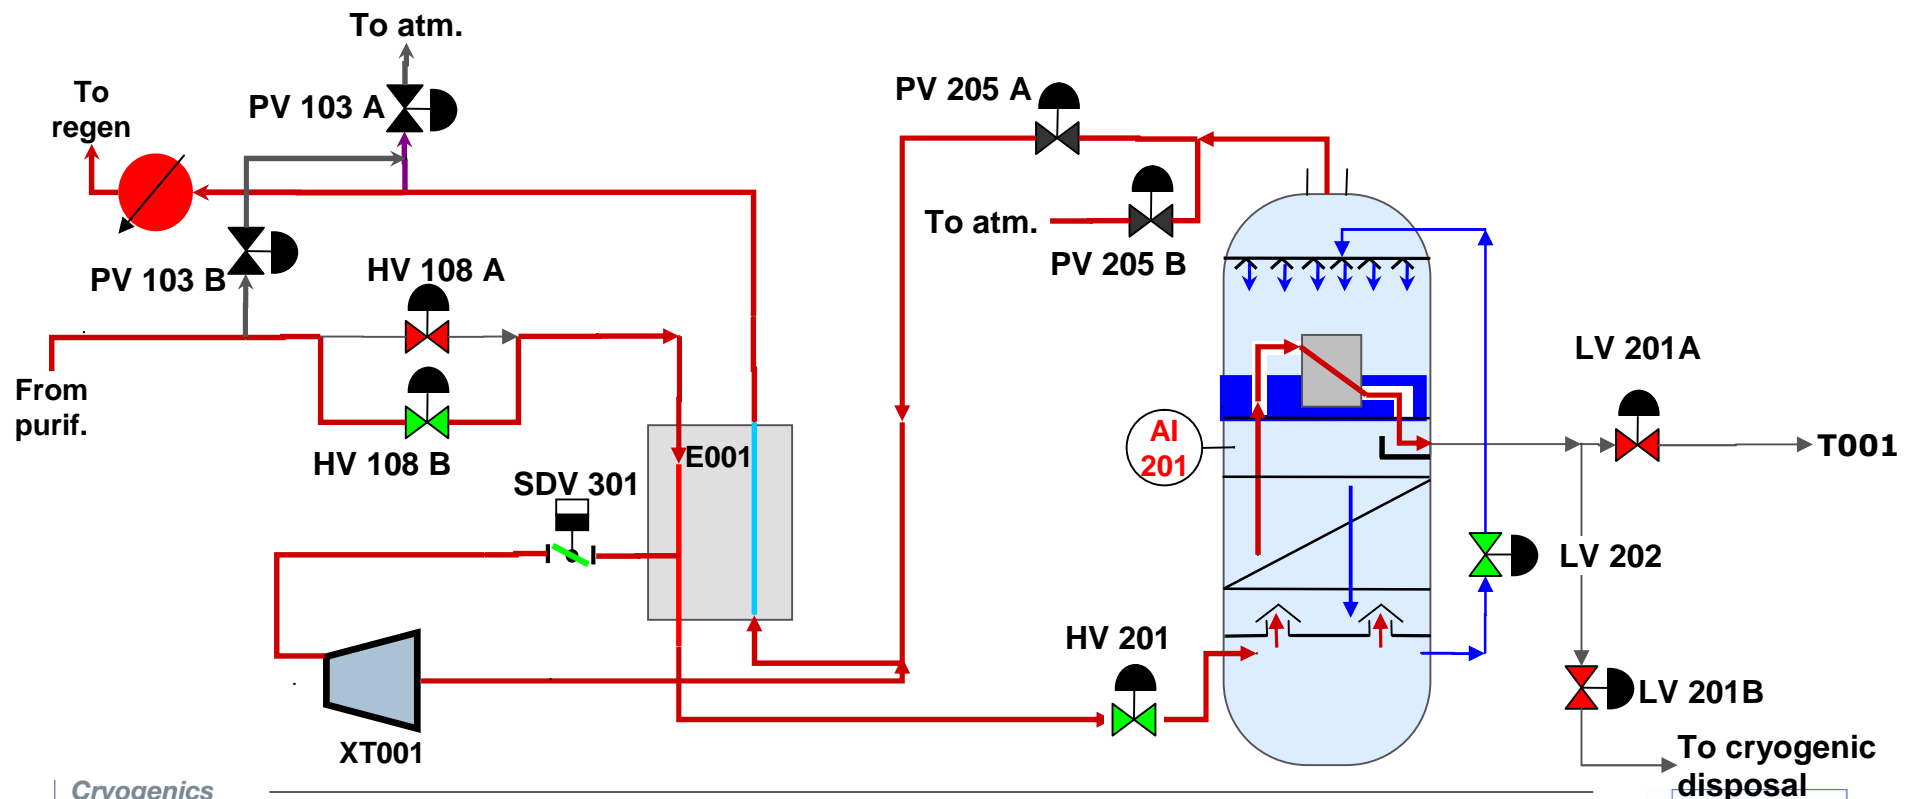 To atm.
To
regen
PV 103 A
PV 205 A
To atm.
PV 205 B
PV 103 B
HV 108 A
From
purif.
HV 108 B
E001
SDV 301
AI
201
LV 201A
T001
LV 202
HV 201
LV 201B
XT001
To cryogenic
disposal
Cryogenics